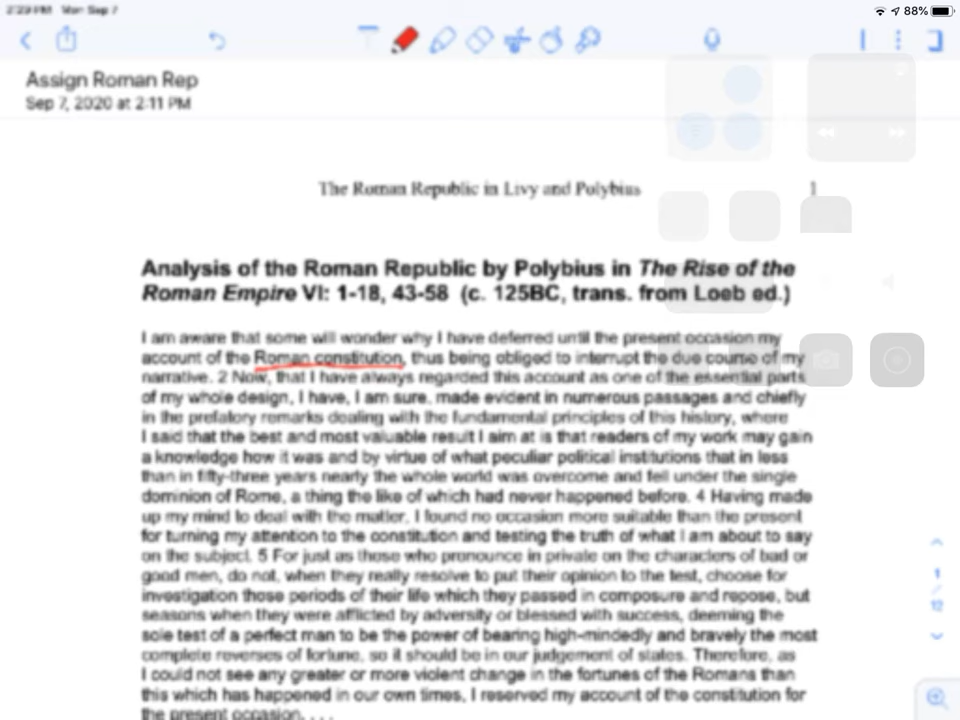 2:29 PM Mon Sep 7
88%
Assign Roman Rep
Sep 7, 2020 at 2:11 PM
The Roman Republic in Livy and Polybius
1
Analysis of the Roman Republic by Polybius in The Rise of the
Roman Empire VI: 1-18, 43-58 (c. 125BC, trans. from Loeb ed.)
I am aware that some will wonder why I have deferred until the present occasion my
account of the Roman constitution, thus being obliged to interrupt the due course of my
narrative. 2 Now, that I have always regarded this account as one of the essential parts
of my whole design, I have, I am sure, made evident in numerous passages and chiefly
in the prefatory remarks dealing with the fundamental principles of this history, where
I said that the best and most valuable result I aim at is that readers of my work may gain
a knowledge how it was and by virtue of what peculiar political institutions that in less
than in fifty-three years nearly the whole world was overcome and fell under the single
dominion of Rome, a thing the like of which had never happened before. 4 Having made
up my mind to deal with the matter, I found no occasion more suitable than the present
for turning my attention to the constitution and testing the truth of what I am about to say
on the subject. 5 For just as those who pronounce in private on the characters of bad or
good men, do not, when they really resolve to put their opinion to the test, choose for
investigation those periods of their life which they passed in composure and repose, but
seasons when they were afflicted by adversity or blessed with success, deeming the
sole test of a perfect man to be the power of bearing high-mindedly and bravely the most
complete reverses of fortune, so it should be in our judgement of states. Therefore, as
I could not see any greater or more violent change in the fortunes of the Romans than
this which has happened in our own times, I reserved my account of the constitution for
the present occasion. . . .
1
/
12